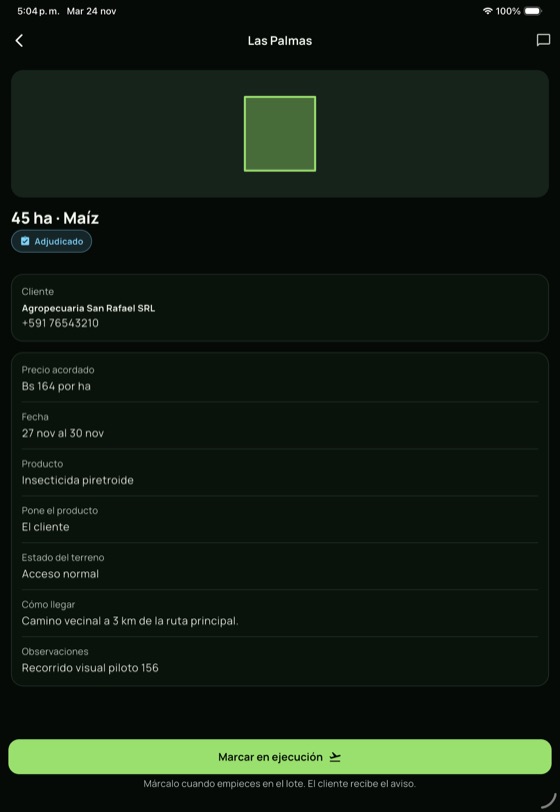 5:04 p. m. Mar 24 nov
100%
Las Palmas
45 ha · Maíz
Adjudicado
Cliente
Agropecuaria San Rafael SRL
+591 76543210
Precio acordado
Bs 164 por ha
Fecha
27 nov al 30 nov
Producto
Insecticida piretroide
Pone el producto
El cliente
Estado del terreno
Acceso normal
Cómo llegar
Camino vecinal a 3 km de la ruta principal.
Observaciones
Recorrido visual piloto 156
Marcar en ejecución
Márcalo cuando empieces en el lote. El cliente recibe el aviso.